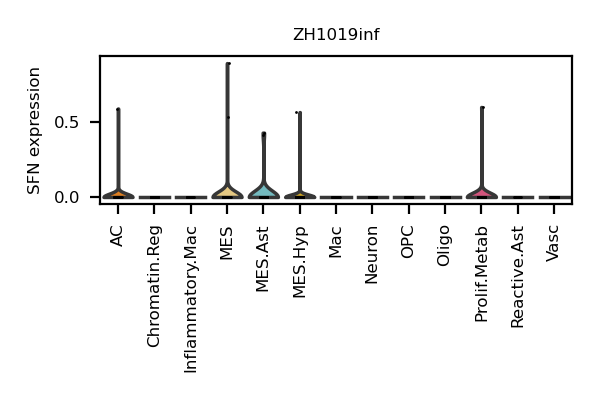 ZH1019inf
SFN expression
0.5
0.0
AC
Chromatin.Reg
Inflammatory.Mac
MES
MES.Ast
MES.Hyp
Mac
Neuron
OPC
Oligo
Prolif.Metab
Reactive.Ast
Vasc